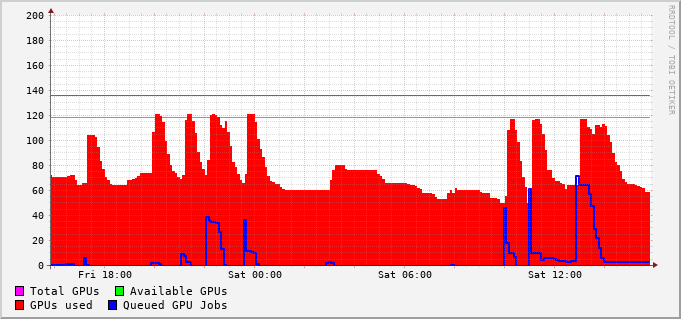 200
180
160
140
120
100
80
60
40
20
0
Fri 18:00 Sat 00:00 Sat 06:00 Sat 12:00
Total GPUs Available GPUs
GPUs used Queued GPU Jobs
RRDTOOL / TOBI OETIKER